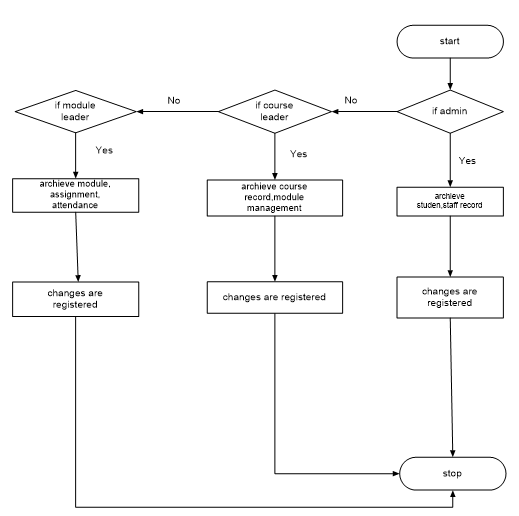 start
if module
leader
No
if course
leader
No
if admin
Yes
Yes
Yes
archieve module,
assignment,
attendance
archieve course
record,module
management
archieve
studen,staff record
changes are
registered
changes are registered
changes are
registered
stop